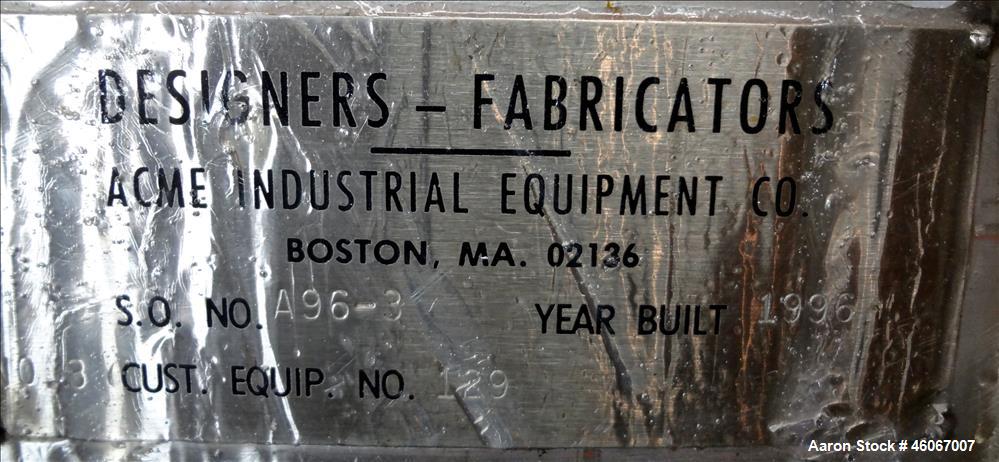 DESIGNERS – FABRICATORS
ACME INDUSTRIAL EQUIPMENT CO.
BOSTON, MA. 02136
S.O. NO. A96-3 YEAR BUILT 1996
CUST. EQUIP. NO. 129
Aaron Stock # 46067007